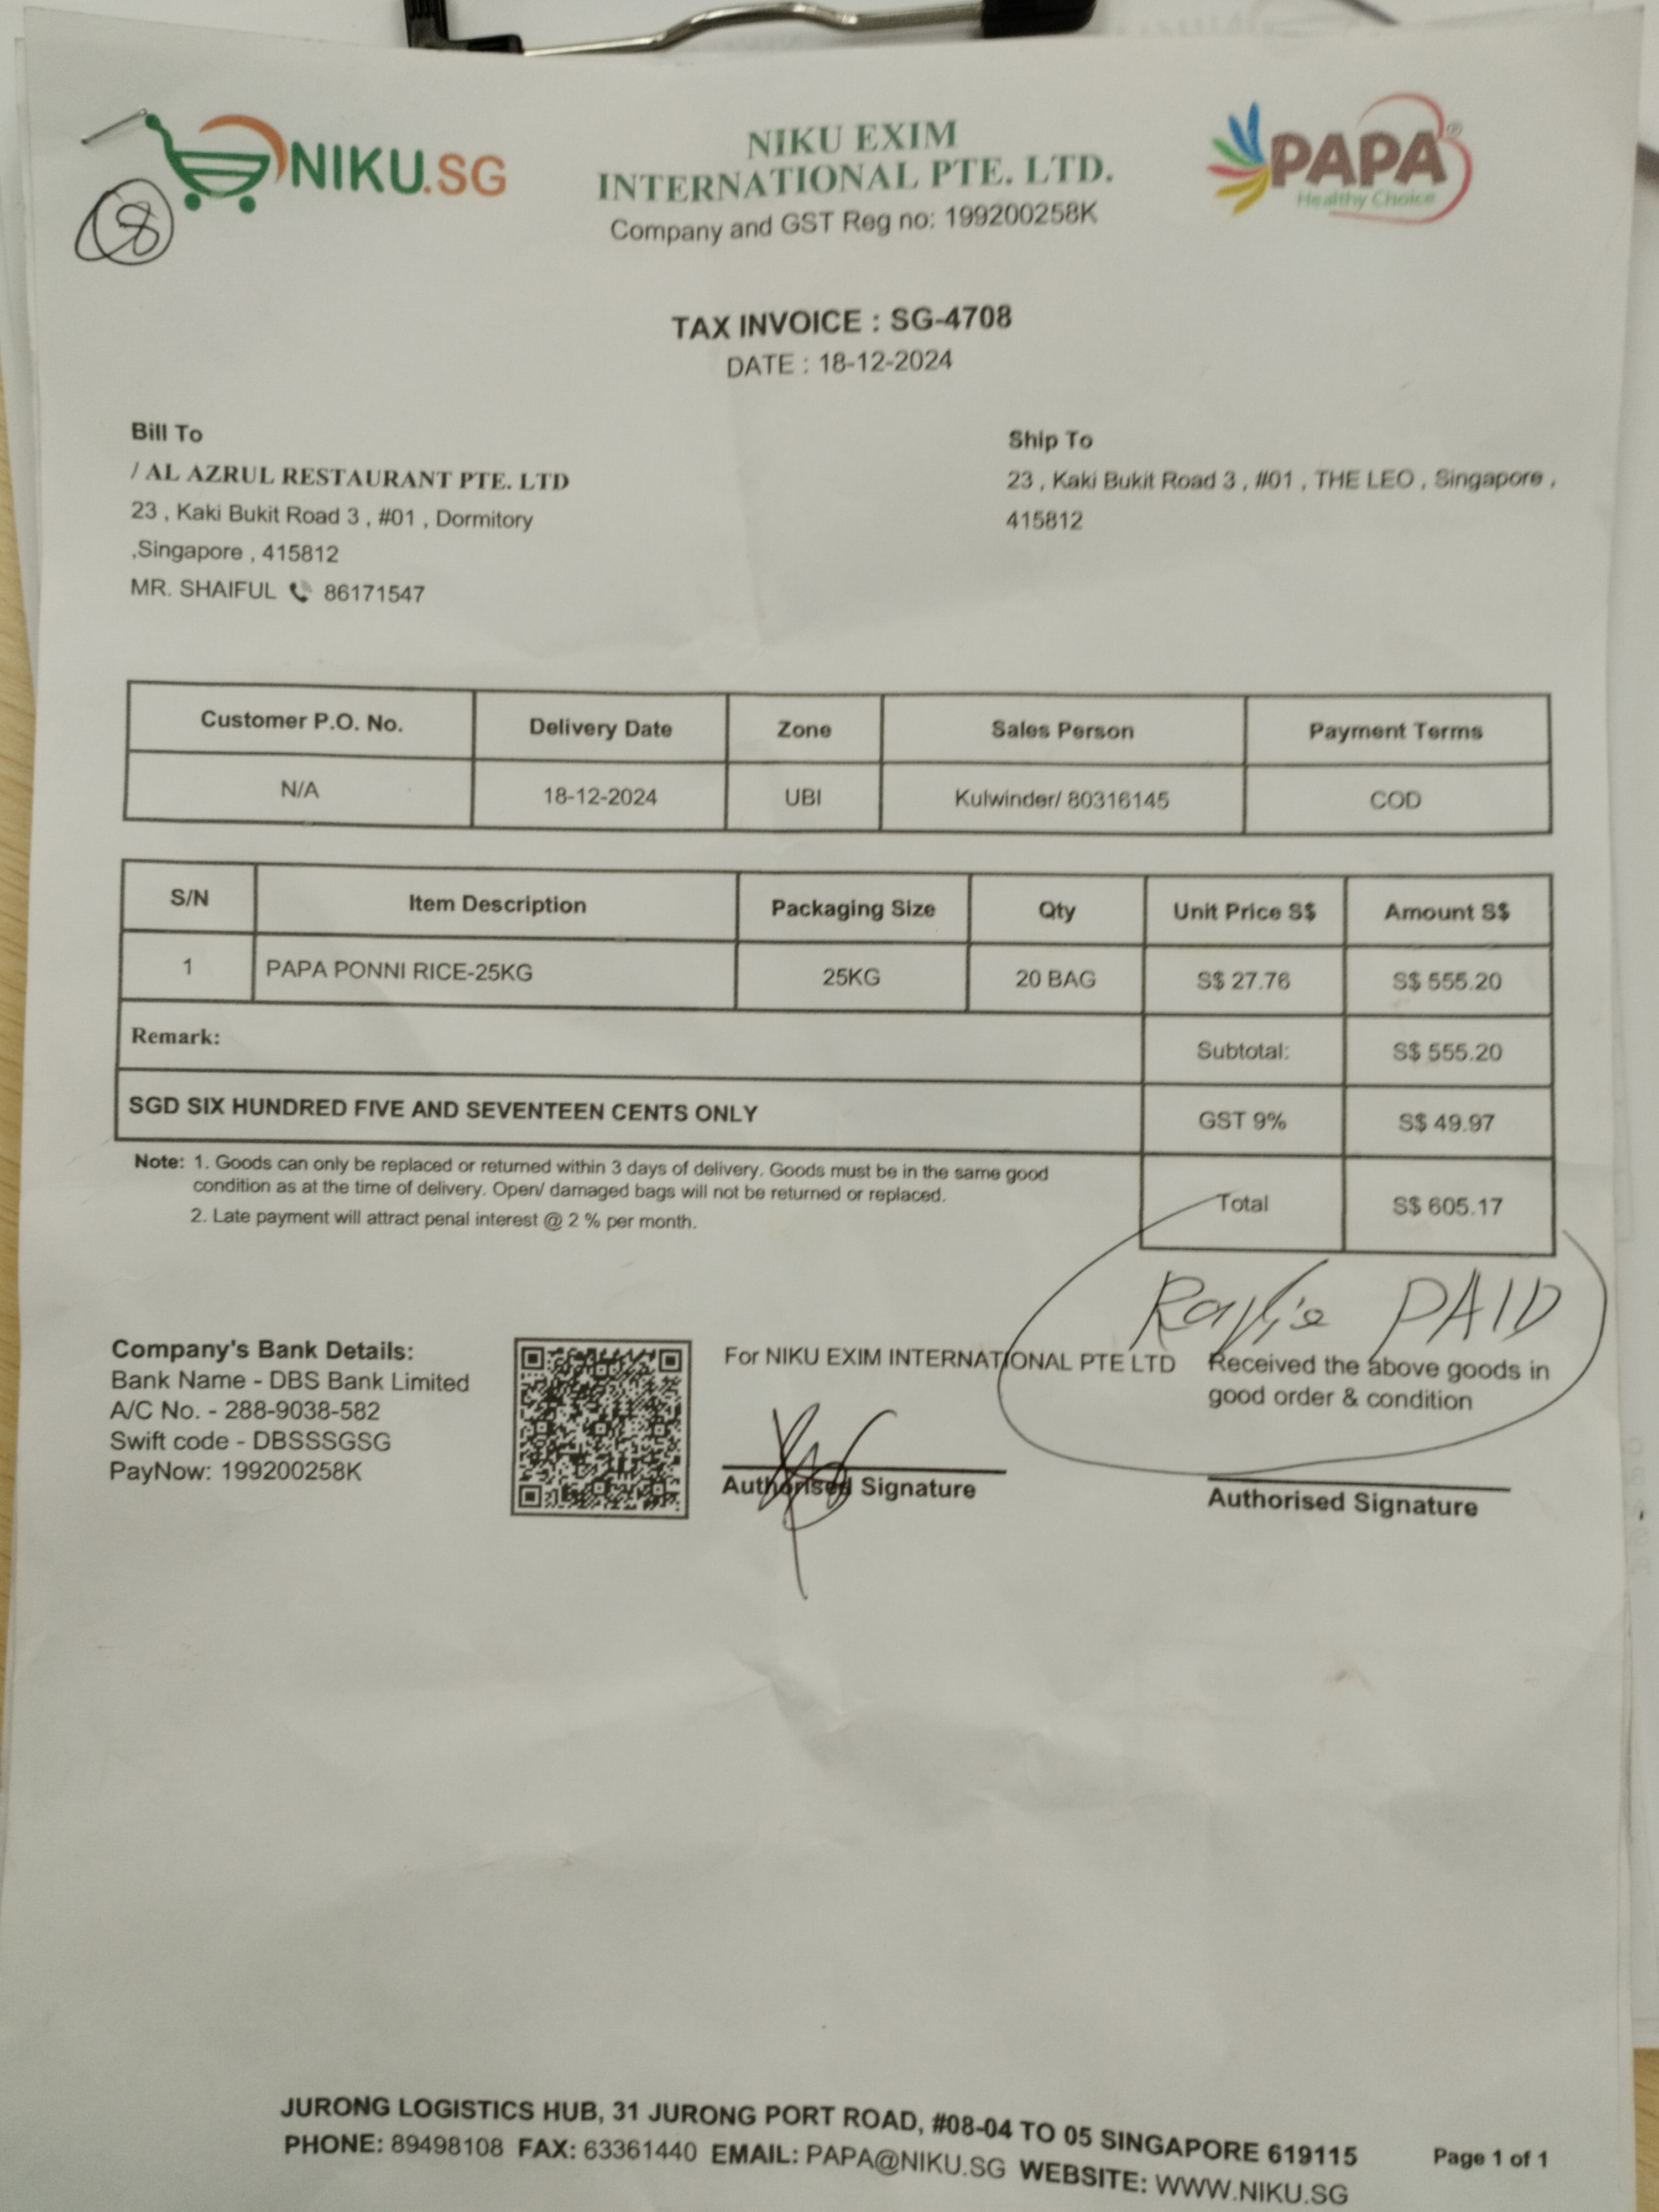 NIKU.SG
NIKU EXIM
INTERNATIONAL PTE. LTD.
Company and GST Reg no: 199200258K
PAPA®
Healthy Choice
8
TAX INVOICE : SG-4708
DATE : 18-12-2024
Bill To
/ AL AZRUL RESTAURANT PTE. LTD
23 , Kaki Bukit Road 3 , #01 , Dormitory
,Singapore , 415812
MR. SHAIFUL 86171547
Ship To
23 , Kaki Bukit Road 3 , #01 , THE LEO , Singapore ,
415812
Customer P.O. No. Delivery Date Zone Sales Person Payment Terms
N/A 18-12-2024 UBI Kulwinder/ 80316145 COD
S/N Item Description Packaging Size Qty Unit Price S$ Amount S$
1 PAPA PONNI RICE-25KG 25KG 20 BAG S$ 27.76 S$ 555.20
Remark: Subtotal: S$ 555.20
SGD SIX HUNDRED FIVE AND SEVENTEEN CENTS ONLY GST 9% S$ 49.97
Total S$ 605.17
Note: 1. Goods can only be replaced or returned within 3 days of delivery. Goods must be in the same good
condition as at the time of delivery. Open/ damaged bags will not be returned or replaced.
2. Late payment will attract penal interest @ 2 % per month.
PAID
Company's Bank Details:
Bank Name - DBS Bank Limited
A/C No. - 288-9038-582
Swift code - DBSSSGSG
PayNow: 199200258K
For NIKU EXIM INTERNATIONAL PTE LTD
Authorised Signature
Received the above goods in
good order & condition
Authorised Signature
JURONG LOGISTICS HUB, 31 JURONG PORT ROAD, #08-04 TO 05 SINGAPORE 619115
PHONE: 89498108 FAX: 63361440 EMAIL: PAPA@NIKU.SG WEBSITE: WWW.NIKU.SG
Page 1 of 1